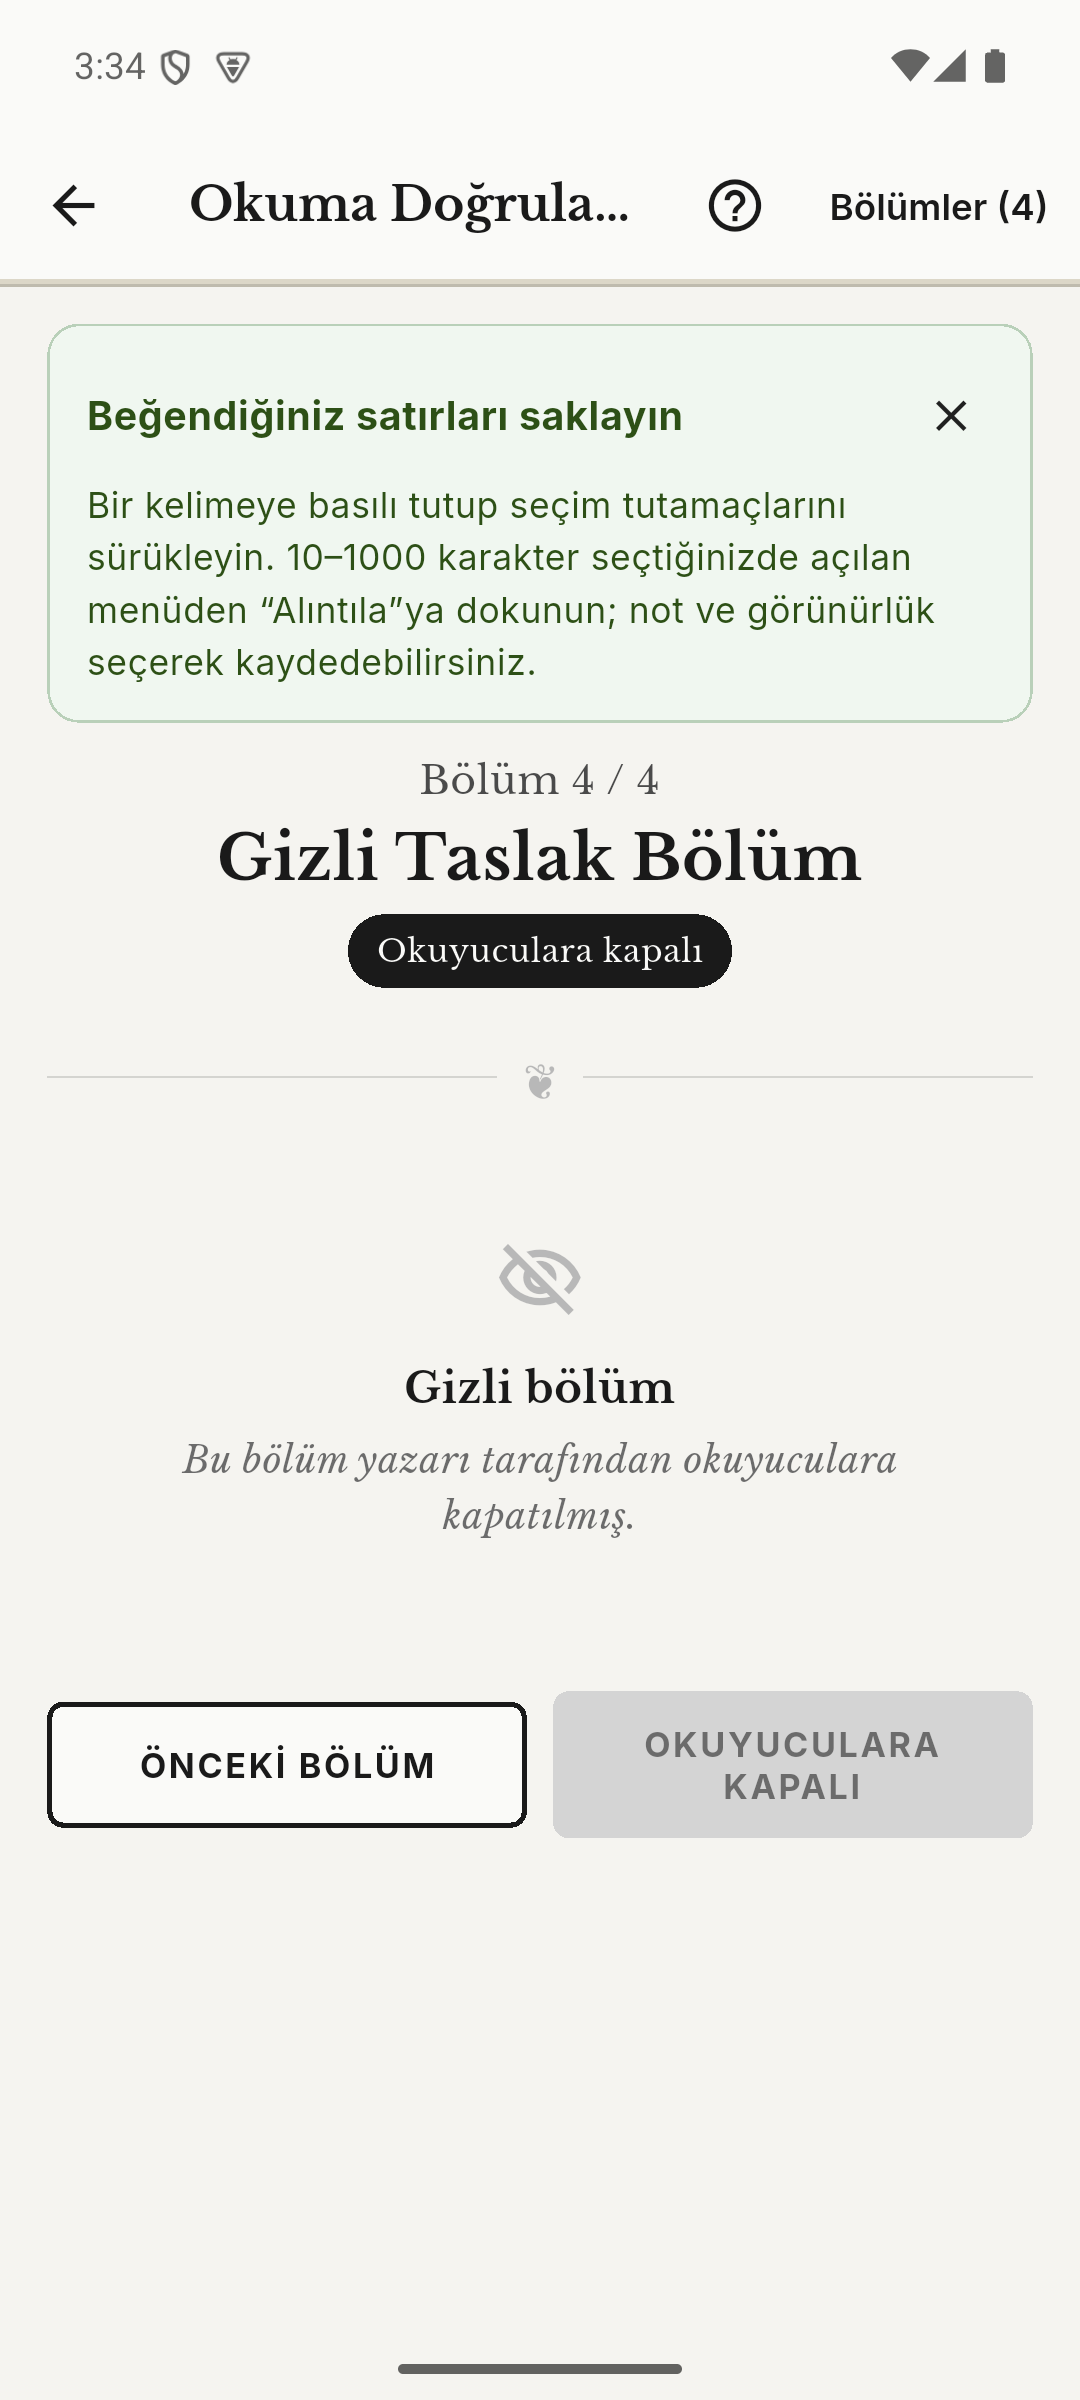 3:34
Okuma Doğrula...
Bölümler (4)
Beğendiğiniz satırları saklayın
Bir kelimeye basılı tutup seçim tutamaçlarını
sürükleyin. 10–1000 karakter seçtiğinizde açılan
menüden “Alıntıla”ya dokunun; not ve görünürlük
seçerek kaydedebilirsiniz.
Bölüm 4 / 4
Gizli Taslak Bölüm
Okuyuculara kapalı
Gizli bölüm
Bu bölüm yazarı tarafından okuyuculara
kapatılmış.
ÖNCEKİ BÖLÜM
OKUYUCULARA
KAPALI